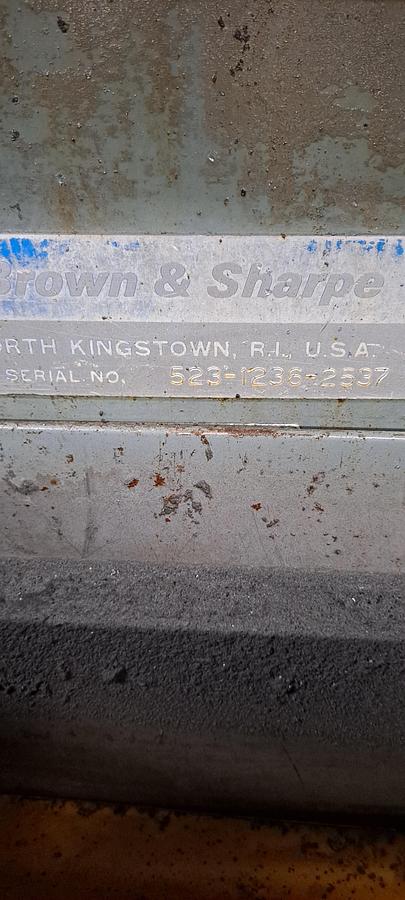 Brown & Sharpe
ORTH KINGSTOWN, R.I., U.S.A.
SERIAL NO. 523-1236-2537